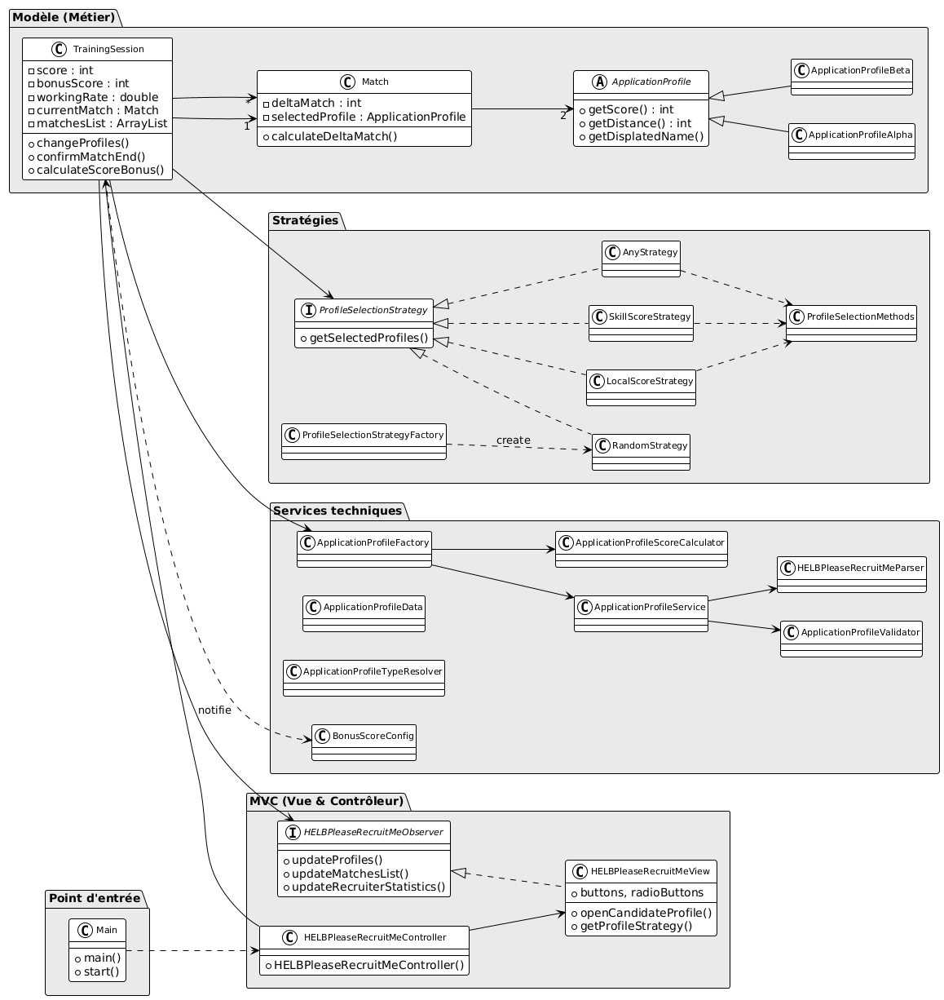 Modèle (Métier)
C TrainingSession
score : int
bonusScore : int
workingRate : double
currentMatch : Match
matchesList : ArrayList
changeProfiles()
confirmMatchEnd()
calculateScoreBonus()
*
1
C Match
deltaMatch : int
selectedProfile : ApplicationProfile
calculateDeltaMatch()
2
A ApplicationProfile
getScore() : int
getDistance() : int
getDisplatedName()
C ApplicationProfileBeta
C ApplicationProfileAlpha
Stratégies
I ProfileSelectionStrategy
getSelectedProfiles()
C AnyStrategy
C SkillScoreStrategy
C LocalScoreStrategy
C RandomStrategy
C ProfileSelectionMethods
C ProfileSelectionStrategyFactory
create
Services techniques
C ApplicationProfileFactory
C ApplicationProfileScoreCalculator
C ApplicationProfileData
C ApplicationProfileService
C HELBPleaseRecruitMeParser
C ApplicationProfileValidator
C ApplicationProfileTypeResolver
C BonusScoreConfig
notifie
MVC (Vue & Contrôleur)
I HELBPleaseRecruitMeObserver
updateProfiles()
updateMatchesList()
updateRecruiterStatistics()
C HELBPleaseRecruitMeView
buttons, radioButtons
openCandidateProfile()
getProfileStrategy()
C HELBPleaseRecruitMeController
HELBPleaseRecruitMeController()
Point d'entrée
C Main
main()
start()